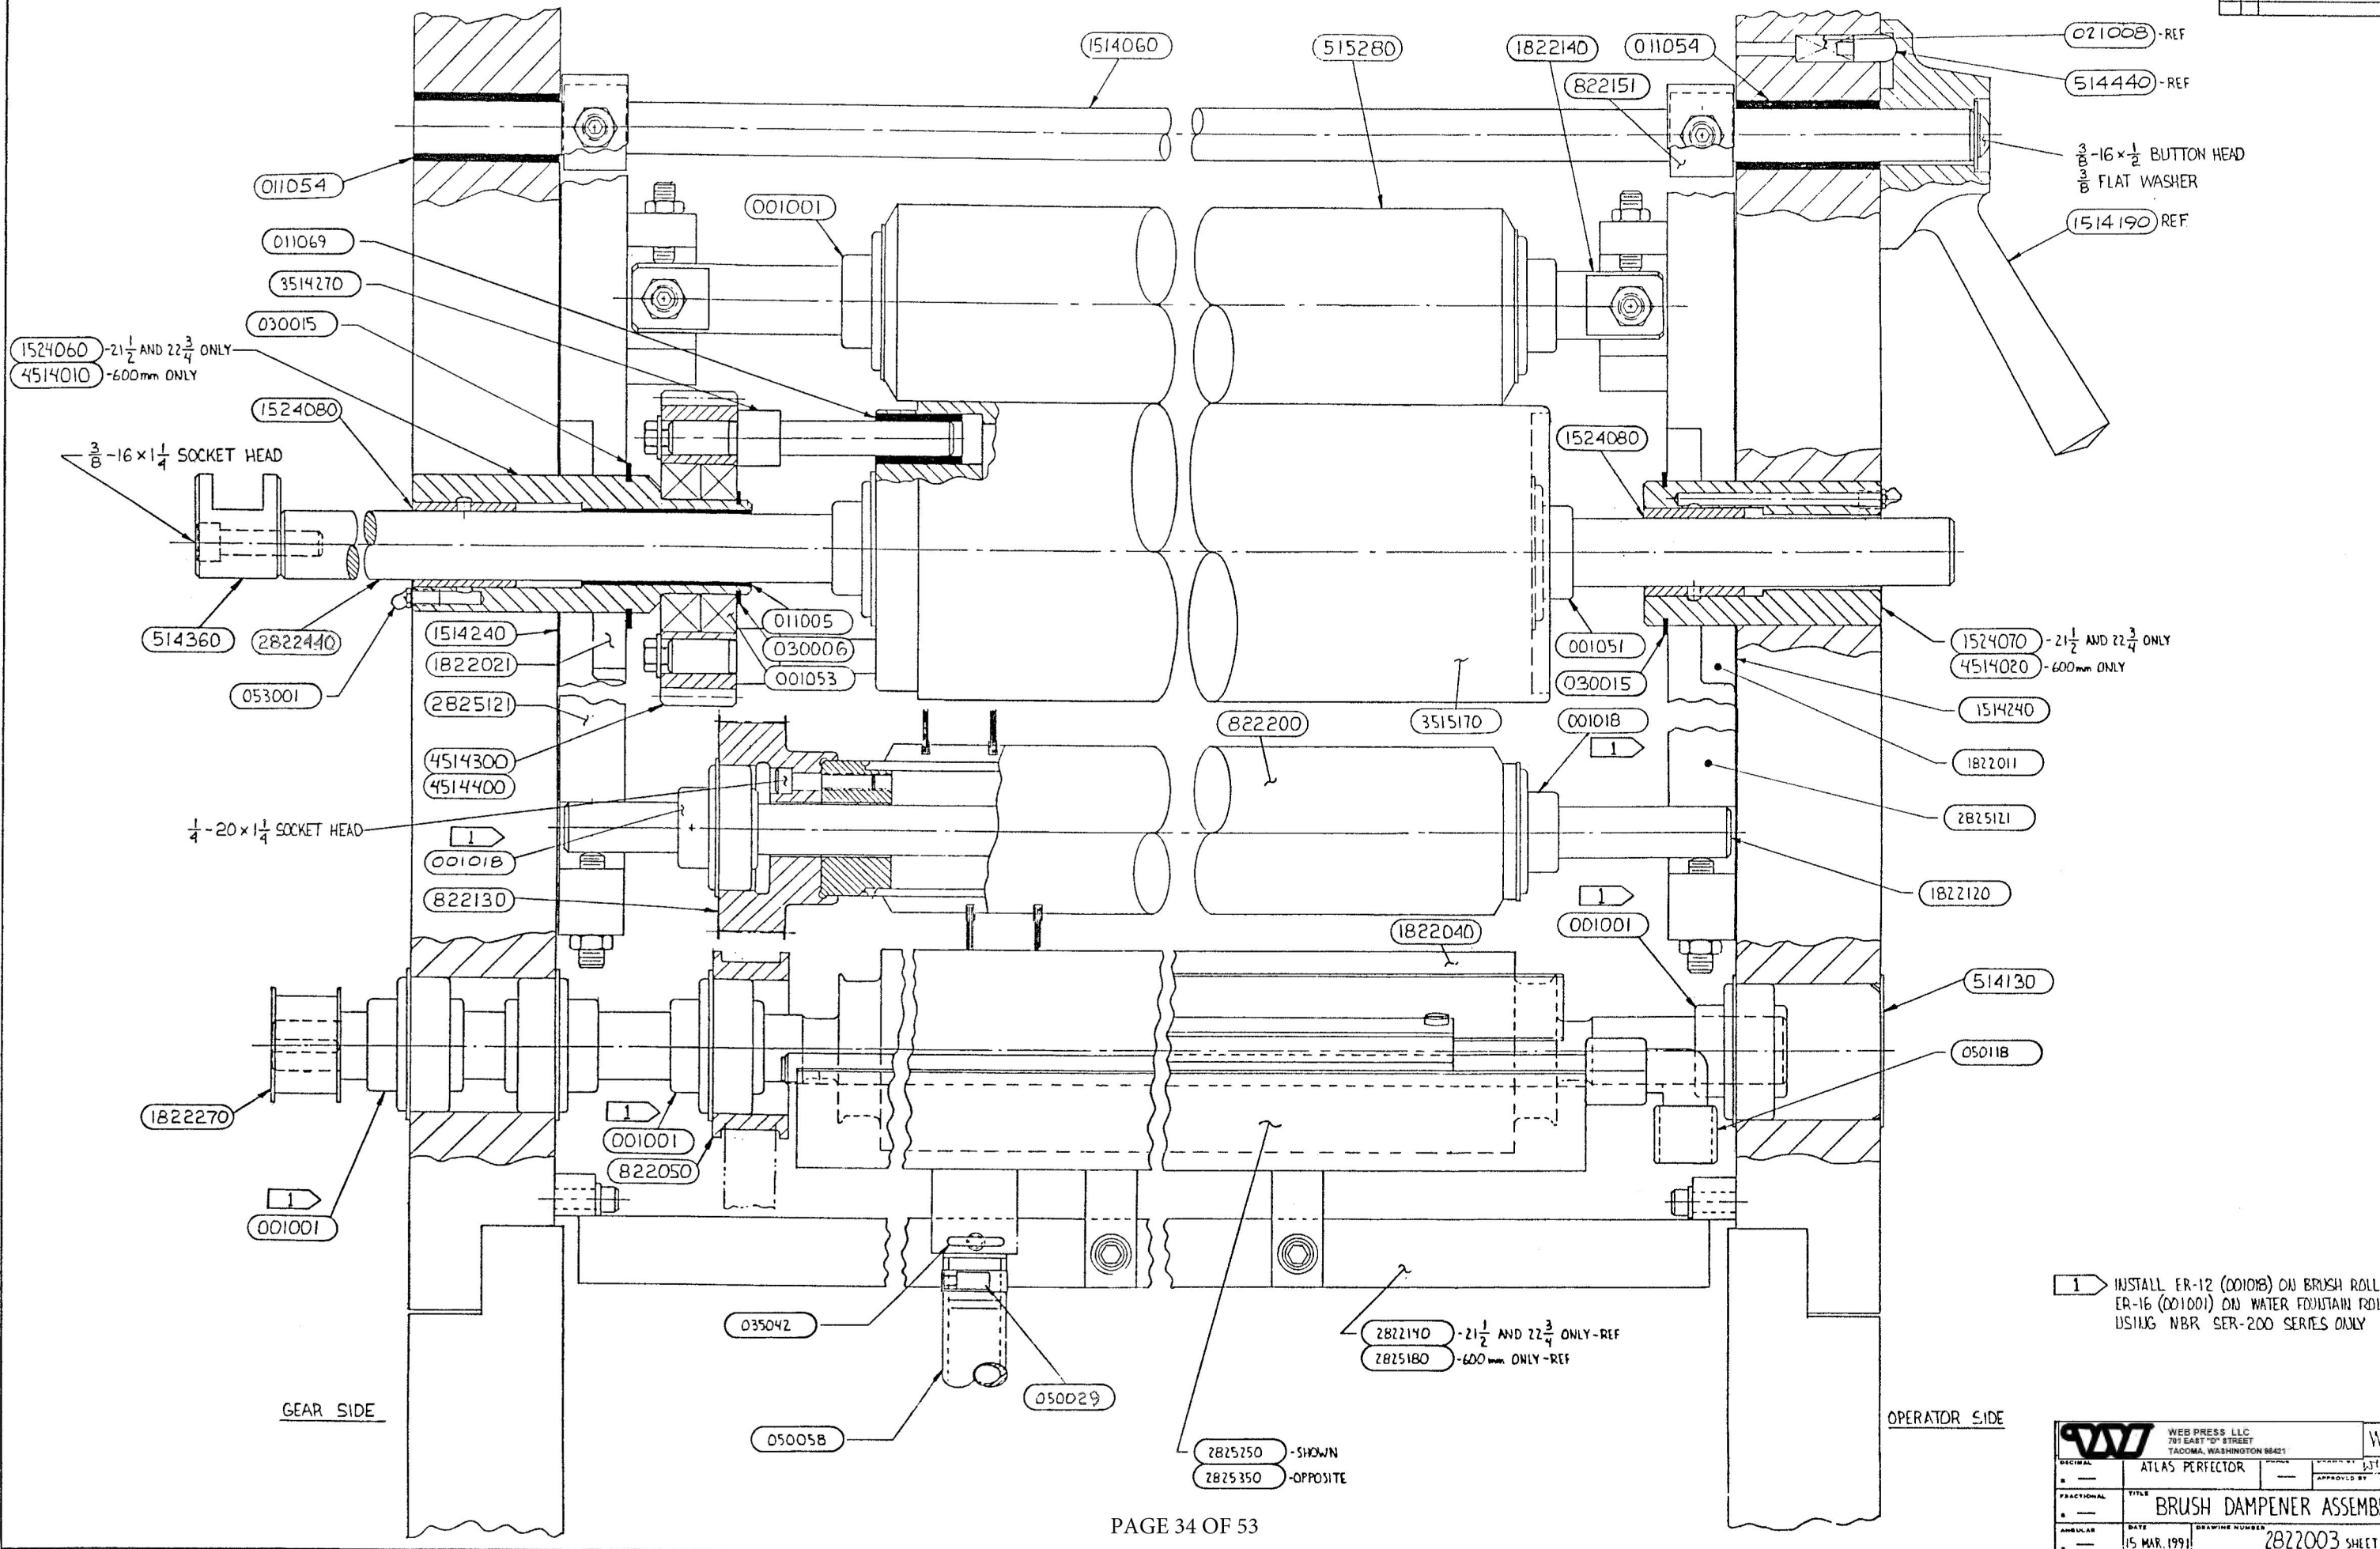 1514060
515280
1822140
011054
822151
021008 -REF
514440 -REF
3/8-16×1/2 BUTTON HEAD
3/8 FLAT WASHER
1514190 REF.
011054
001001
011069
3514270
030015
1524060 -21 1/2 AND 22 3/4 ONLY
4514010 -600mm ONLY
1524080
3/8-16×1 1/4 SOCKET HEAD
1524080
514360
2822440
053001
1514240
1822021
2825121
4514300
4514400
011005
030006
001053
001051
030015
1524070 -21 1/2 AND 22 3/4 ONLY
4514020 -600mm ONLY
1514240
1822011
2825121
822200
3515170
001018
1
1/4-20×1 1/4 SOCKET HEAD
1
001018
822130
1822120
1
001001
1822040
514130
050118
1822270
1
001001
822050
1
001001
035042
050058
050029
2822140 -21 1/2 AND 22 3/4 ONLY-REF
2825180 -600mm ONLY-REF
2825250 -SHOWN
2825350 -OPPOSITE
1 INSTALL ER-12 (001018) ON BRUSH ROLL
ER-16 (001001) ON WATER FOUNTAIN ROL
USING NBR SER-200 SERIES ONLY
GEAR SIDE
OPERATOR SIDE
PAGE 34 OF 53
WEB PRESS LLC
701 EAST "D" STREET
TACOMA, WASHINGTON 98421
DECIMAL
ATLAS PERFECTOR
APPROVED BY
FRACTIONAL
TITLE
BRUSH DAMPENER ASSEMB
ANGULAR
DATE
15 MAR. 1991
DRAWING NUMBER
2822003 SHEET